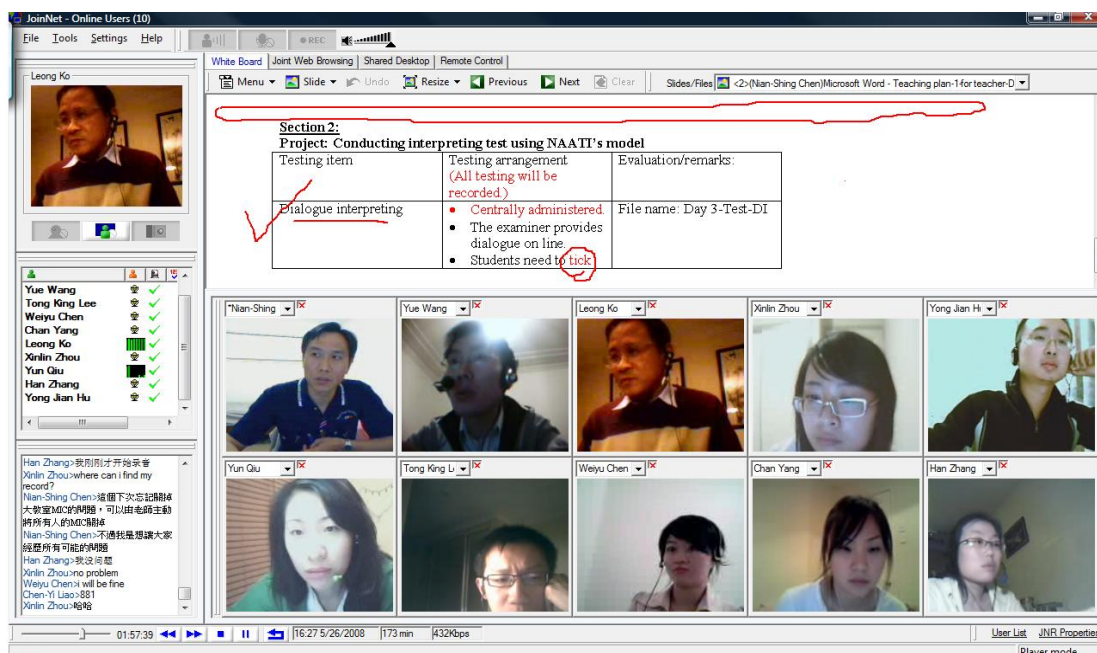 JoinNet - Online Users (10)
File Tools Settings Help
REC
White Board Joint Web Browsing Shared Desktop Remote Control
Menu Slide Undo Resize Previous Next Clear Slides/Files <2>(Nian-Shing Chen)Microsoft Word - Teaching plan-1-for teacher-D
Leong Ko
Section 2:
Project: Conducting interpreting test using NAATI's model
Testing item
Testing arrangement
(All testing will be
recorded.)
Evaluation/remarks:
Dialogue interpreting
• Centrally administered.
• The examiner provides
dialogue on line.
• Students need to tick
File name: Day 3-Test-DI
Yue Wang
Tong King Lee
Weiyu Chen
Chan Yang
Leong Ko
Xinlin Zhou
Yun Qiu
Han Zhang
Yong Jian Hu
*Nian-Shing
Yue Wang
Leong Ko
Xinlin Zhou
Yong Jian Hu
Yun Qiu
Tong King L
Weiyu Chen
Chan Yang
Han Zhang
Han Zhang>我刚刚才开始录音
Xinlin Zhou>where can i find my
record?
Nian-Shing Chen>這個下次忘記關掉
大教室MIC的問題，可以由老師主動
將所有人的MIC關掉
Nian-Shing Chen>不過我是想讓大家
經歷所有可能的問題
Han Zhang>我没问题
Xinlin Zhou>no problem
Weiyu Chen>i will be fine
Chen-Yi Liao>881
Xinlin Zhou>哈哈
01:57:39
16:27 5/26/2008 173 min 432Kbps
User List JNR Properties
Player mode